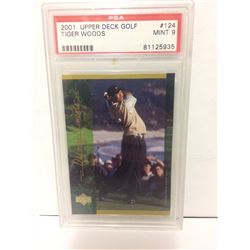 PSA
2001 UPPER DECK GOLF #124
TIGER WOODS MINT 9
81125935